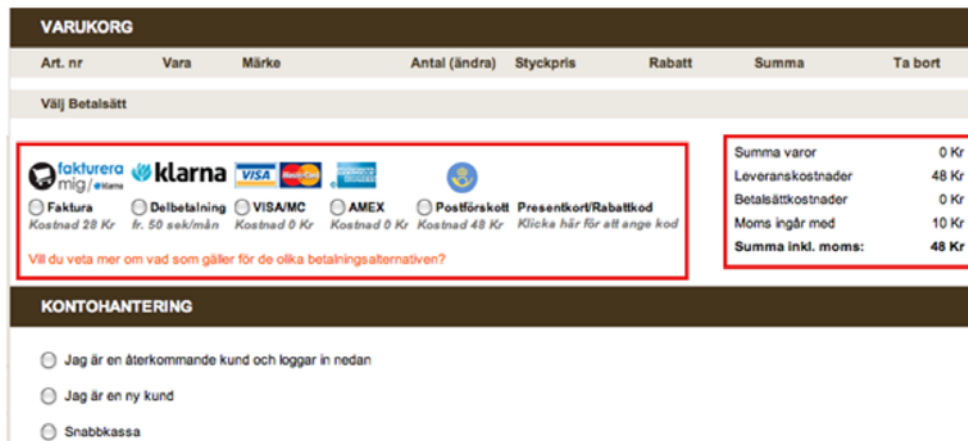 VARUKORG
Art. nr Vara Märke Antal (ändra) Styckpris Rabatt Summa Ta bort
Välj Betalsätt
fakturera mig/klarna klarna VISA MasterCard AMERICAN EXPRESS
Faktura Delbetalning VISA/MC AMEX Postförskott Presentkort/Rabattkod
Kostnad 28 Kr fr. 50 sek/mån Kostnad 0 Kr Kostnad 0 Kr Kostnad 48 Kr Klicka här för att ange kod
Vill du veta mer om vad som gäller för de olika betalningsalternativen?
Summa varor 0 Kr
Leveranskostnader 48 Kr
Betalsättkostnader 0 Kr
Moms ingår med 10 Kr
Summa inkl. moms: 48 Kr
KONTOHANTERING
Jag är en återkommande kund och loggar in nedan
Jag är en ny kund
Snabbkassa